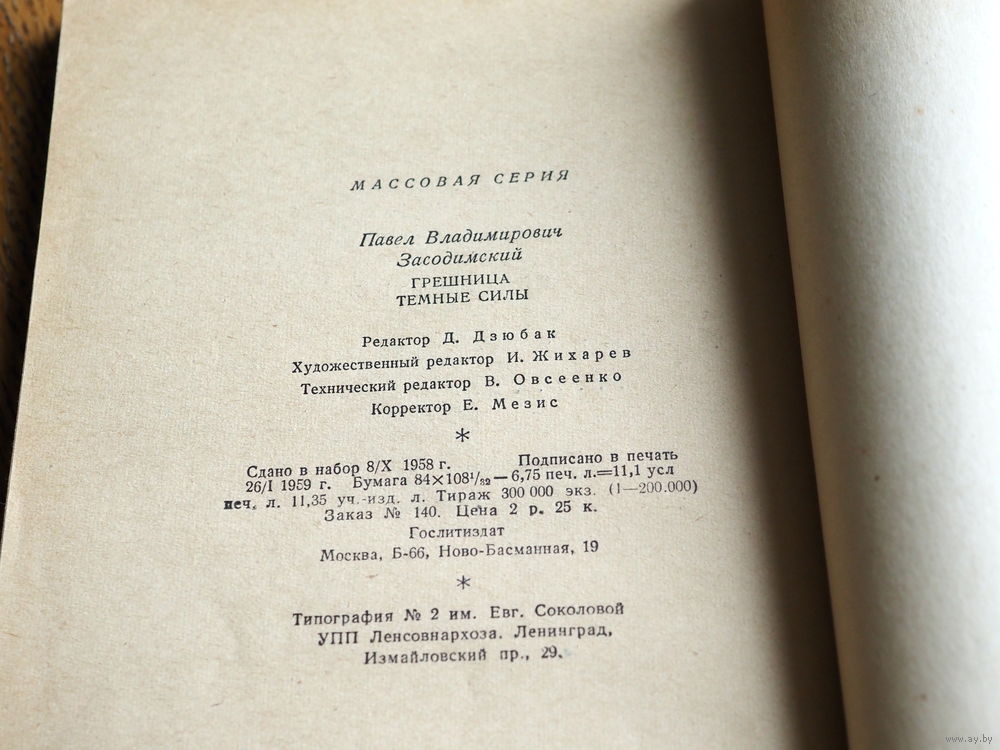 МАССОВАЯ СЕРИЯ
Павел Владимирович
Засодимский
ГРЕШНИЦА
ТЕМНЫЕ СИЛЫ
Редактор Д. Дзюбак
Художественный редактор И. Жихарев
Технический редактор В. Овсеенко
Корректор Е. Мезис
*
Сдано в набор 8/X 1958 г. Подписано в печать
26/I 1959 г. Бумага 84×108¹/₃₂—6,75 печ. л.=11,1 усл
печ. л. 11,35 уч.-изд. л. Тираж 300 000 экз. (1—200.000)
Заказ № 140. Цена 2 р. 25 к.
Гослитиздат
Москва, Б-66, Ново-Басманная, 19
*
Типография № 2 им. Евг. Соколовой
УПП Ленсовнархоза. Ленинград,
Измайловский пр., 29.
www.ay.by